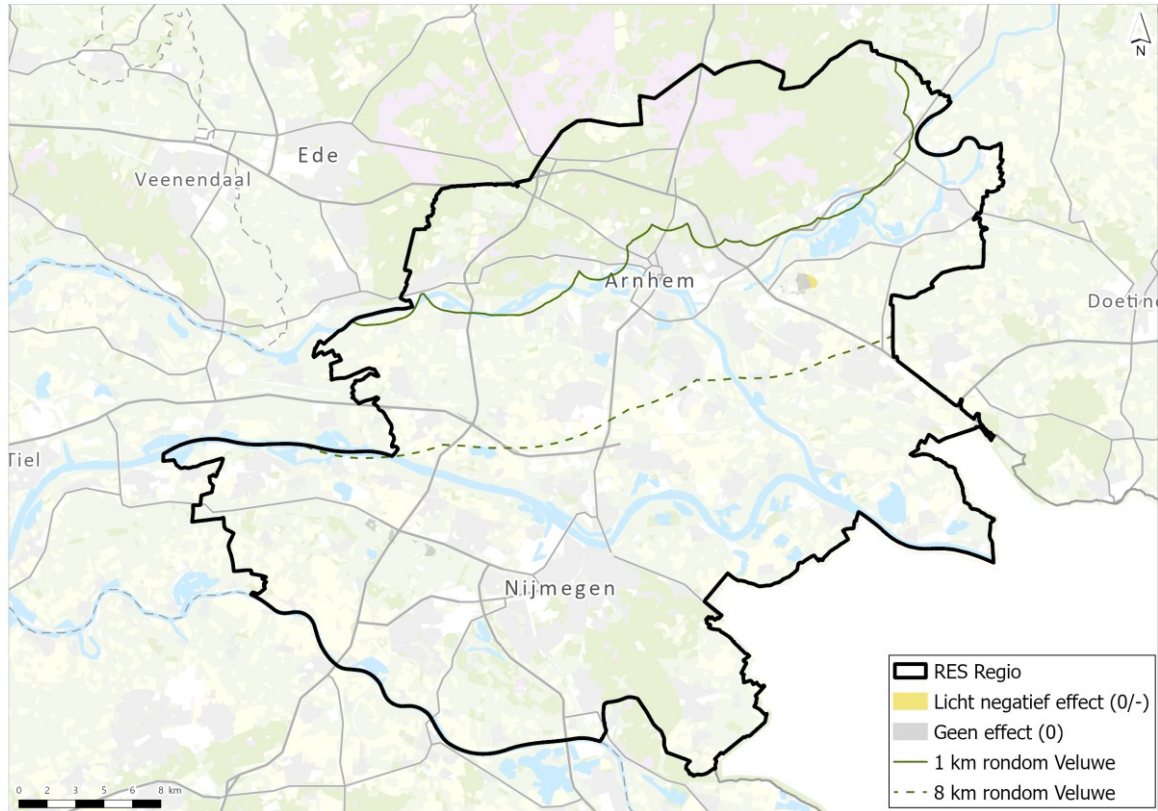 N
Ede
Veenendaal
Arnhem
Doetinc
Tiel
Nijmegen
RES Regio
Licht negatief effect (0/-)
Geen effect (0)
1 km rondom Veluwe
8 km rondom Veluwe
0 2 3 5 6 8 km